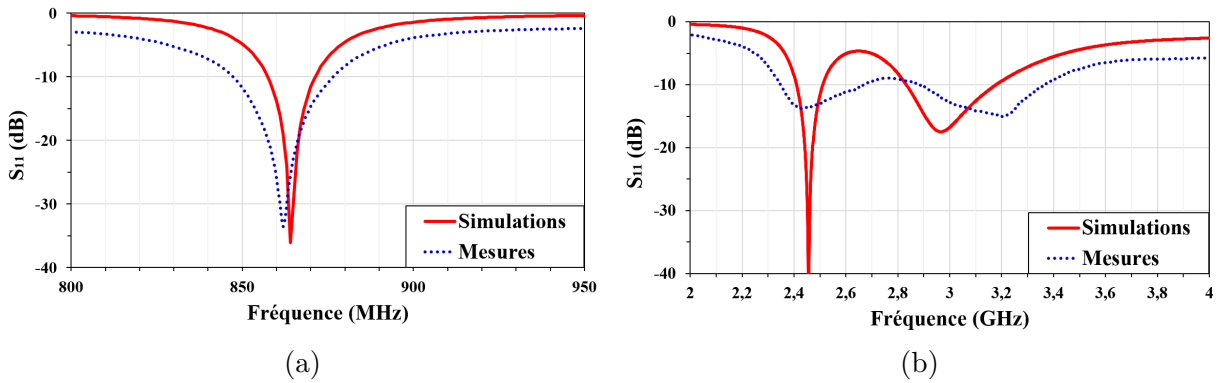 0
-10
-20
-30
-40
S11 (dB)
800
850
900
950
Fréquence (MHz)
Simulations
Mesures
(a)
0
-10
-20
-30
-40
S11 (dB)
2
2,2
2,4
2,6
2,8
3
3,2
3,4
3,6
3,8
4
Fréquence (GHz)
Simulations
Mesures
(b)